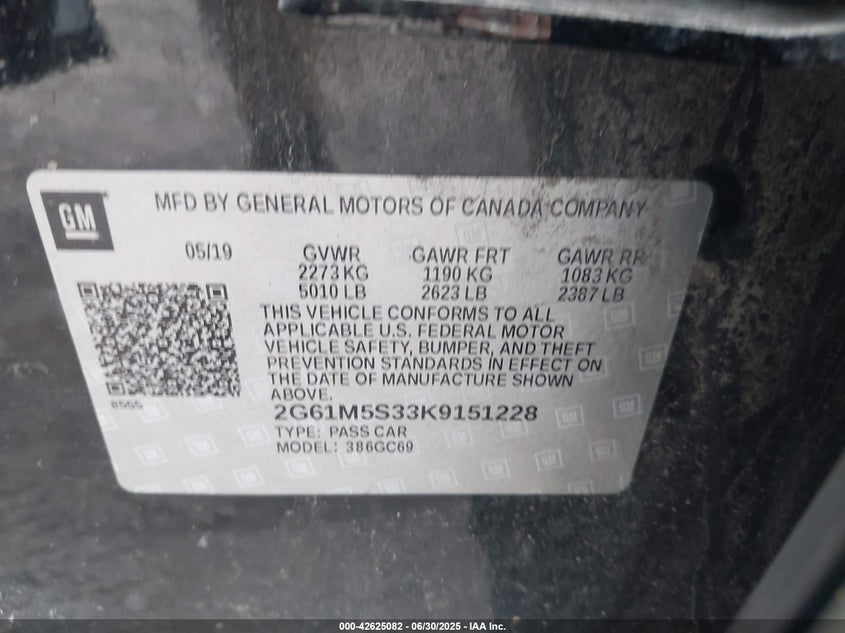 GM
MFD BY GENERAL MOTORS OF CANADA COMPANY
05/19 GVWR GAWR FRT GAWR RR
2273 KG 1190 KG 1083 KG
5010 LB 2623 LB 2387 LB
THIS VEHICLE CONFORMS TO ALL
APPLICABLE U.S. FEDERAL MOTOR
VEHICLE SAFETY, BUMPER, AND THEFT
PREVENTION STANDARDS IN EFFECT ON
THE DATE OF MANUFACTURE SHOWN
ABOVE.
2G61M5S33K9151228
TYPE: PASS CAR
MODEL: 386GC69
000-42625082 - 06/30/2025 - IAA Inc.